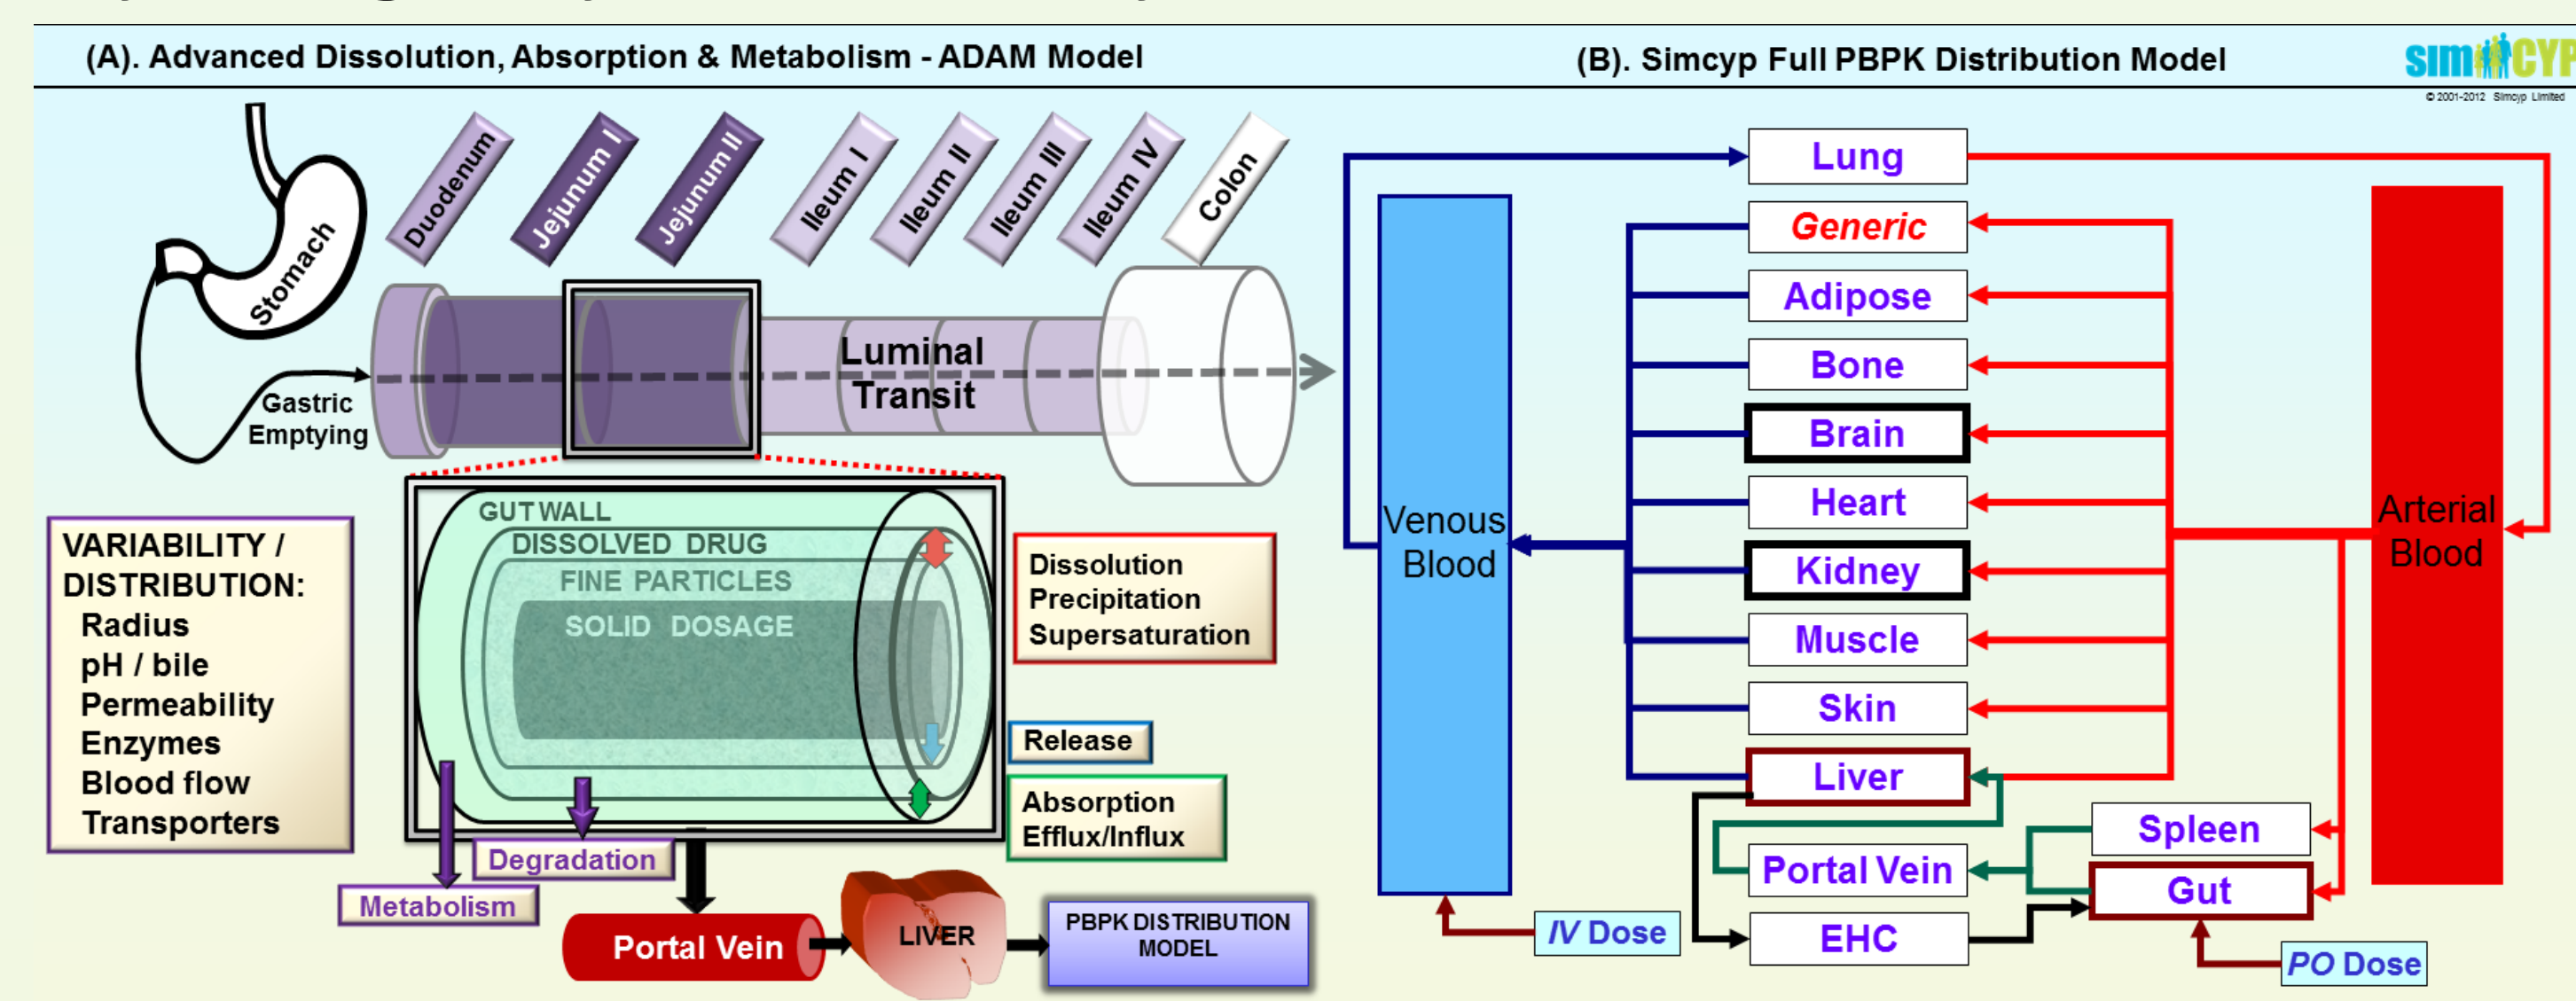 (A). Advanced Dissolution, Absorption & Metabolism - ADAM Model
(B). Simcyp Full PBPK Distribution Model
simCYP
© 2001-2012 Simcyp Limited
Stomach
Duodenum
Jejunum I
Jejunum II
Ileum I
Ileum II
Ileum III
Ileum IV
Colon
Gastric
Emptying
Luminal
Transit
VARIABILITY /
DISTRIBUTION:
Radius
pH / bile
Permeability
Enzymes
Blood flow
Transporters
GUT WALL
DISSOLVED DRUG
FINE PARTICLES
SOLID DOSAGE
Dissolution
Precipitation
Supersaturation
Release
Absorption
Efflux/Influx
Degradation
Metabolism
Portal Vein
LIVER
PBPK DISTRIBUTION
MODEL
Venous
Blood
Lung
Generic
Adipose
Bone
Brain
Heart
Kidney
Muscle
Skin
Liver
Portal Vein
EHC
Spleen
Gut
Arterial
Blood
IV Dose
PO Dose